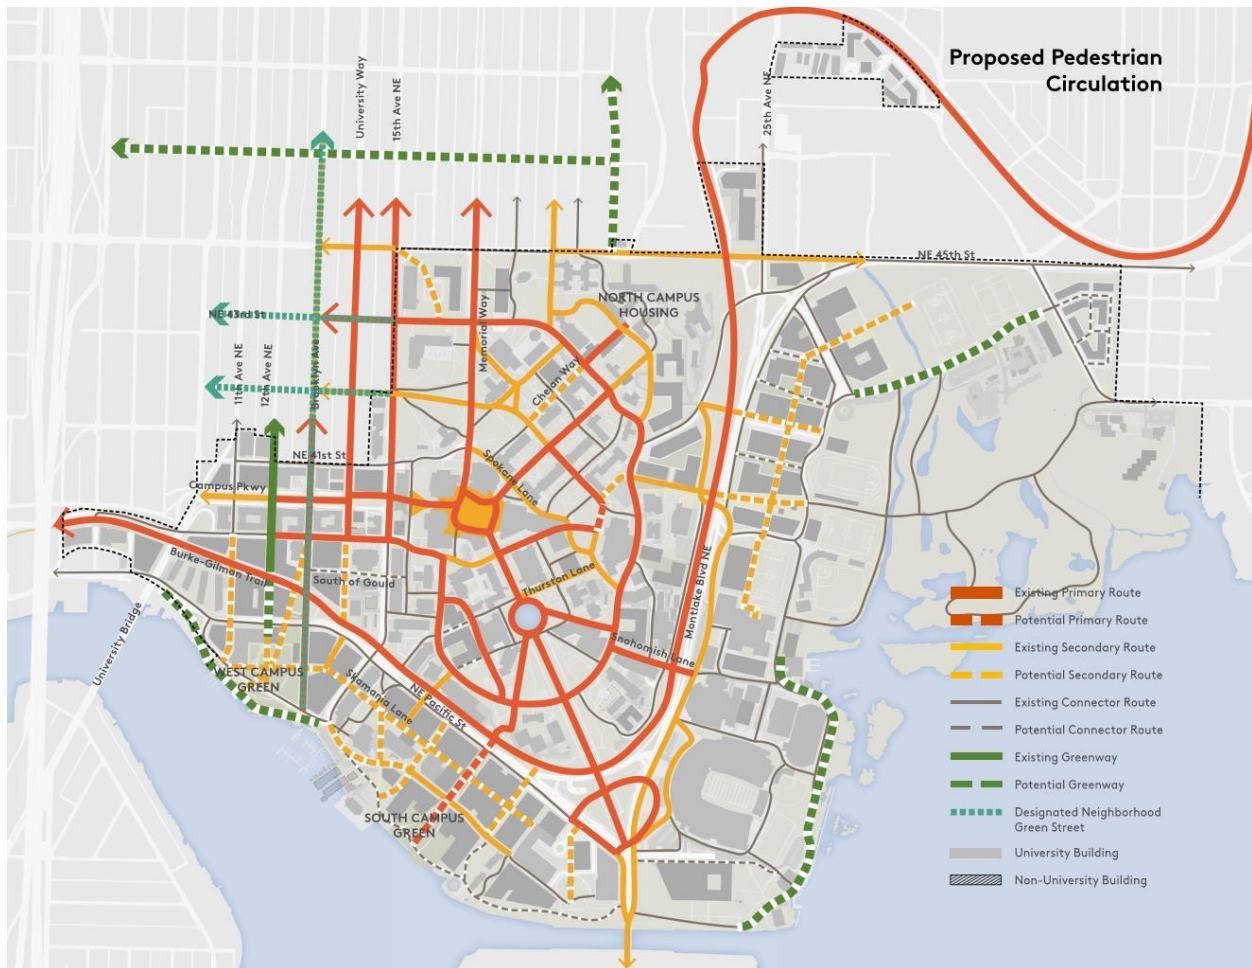 Proposed Pedestrian
Circulation
University Way
15th Ave NE
25th Ave NE
NE 45th St
NORTH CAMPUS
HOUSING
NE 43rd St
Memorial Way
11th Ave NE
12th Ave NE
Brooklyn Ave
Chelan Way
NE 41st St
Spokane Lane
Campus Pkwy
Burke-Gilman Trail
South of Gould
Thurston Lane
Montlake Blvd NE
Snohomish Lane
University Bridge
WEST CAMPUS
GREEN
Skamania Lane
NE Pacific St
SOUTH CAMPUS
GREEN
Existing Primary Route
Potential Primary Route
Existing Secondary Route
Potential Secondary Route
Existing Connector Route
Potential Connector Route
Existing Greenway
Potential Greenway
Designated Neighborhood
Green Street
University Building
Non-University Building